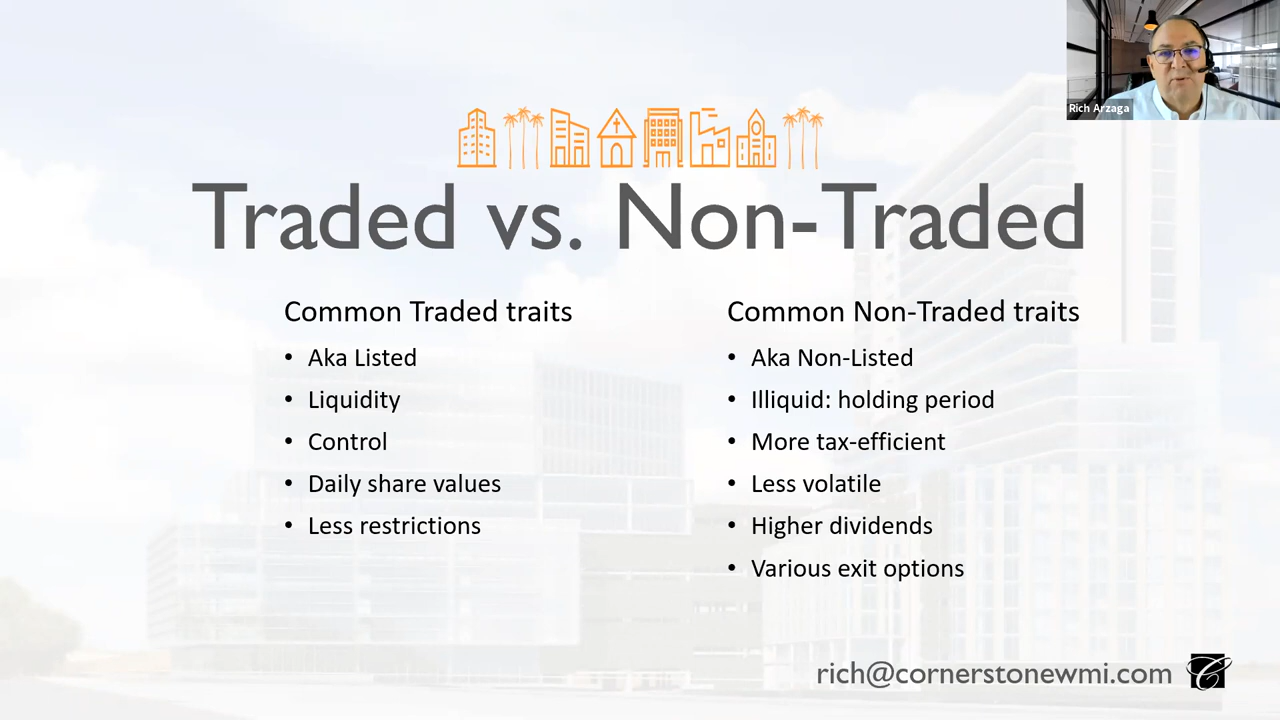 Rich Arzaga
Traded vs. Non-Traded
Common Traded traits
• Aka Listed
• Liquidity
• Control
• Daily share values
• Less restrictions
Common Non-Traded traits
• Aka Non-Listed
• Illiquid: holding period
• More tax-efficient
• Less volatile
• Higher dividends
• Various exit options
rich@cornerstonewmi.com